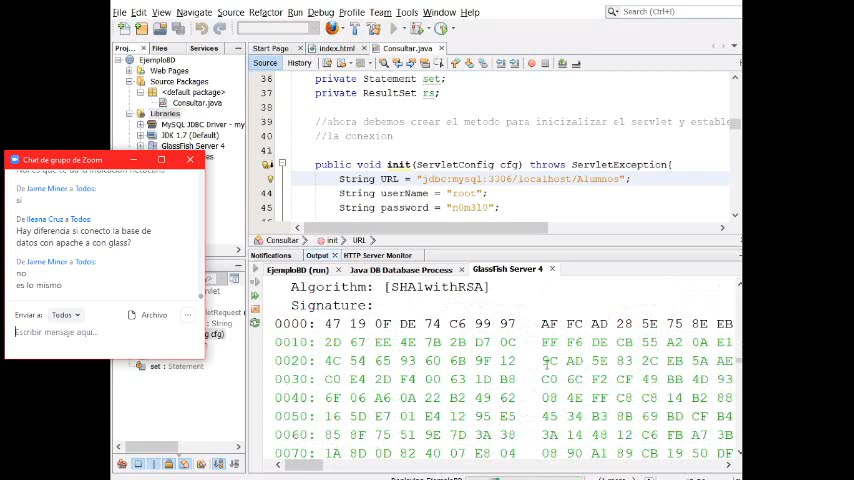 File Edit View Navigate Source Refactor Run Debug Profile Team Tools Window Help
Search (Ctrl+I)
Proj...
Files
Services
EjemploBD
Web Pages
Source Packages
<default package>
Consultar.java
Libraries
MySQL JDBC Driver - my
JDK 1.7 (Default)
GlassFish Server 4
Start Page
index.html
Consultar.java
Source
History
36 private Statement set;
37 private ResultSet rs;
38
39 //ahora debemos crear el metodo para inicizializar el servlet y estable
40 //la conexion
41
public void init(ServletConfig cfg) throws ServletException{
String URL = "jdbc:mysql:3306/localhost/Alumnos";
44 String userName = "root";
45 String password = "n0m3l0";
Consultar
init
URL
Chat de grupo de Zoom
De Jaime Minor a Todos:
si
De Ileana Cruz a Todos:
Hay diferencia si conecto la base de
datos con apache a con glass?
De Jaime Minor a Todos:
no
es lo mismo
Enviar a: Todos
Archivo
...
Escribir mensaje aquí...
set : Statement
Notifications
Output
HTTP Server Monitor
EjemploBD (run)
Java DB Database Process
GlassFish Server 4
Algorithm: [SHA1withRSA]
Signature:
0000: 47 19 0F DE 74 C6 99 97 AF FC AD 28 5E 75 8E EB
0010: 2D 67 EE 4E 7B 2B D7 0C FF F6 DE CB 55 A2 0A E1
0020: 4C 54 65 93 60 6B 9F 12 9C AD 5E 83 2C EB 5A AE
0030: C0 E4 2D F4 00 63 1D B8 C0 6C F2 CF 49 BB 4D 93
0040: 6F 06 A6 0A 22 B2 49 62 08 4E FF C8 C8 14 B2 88
0050: 16 5D E7 01 E4 12 95 E5 45 34 B3 8B 69 BD CF B4
0060: 85 8F 75 51 9E 7D 3A 38 3A 14 48 12 C6 FB A7 3B
0070: 1A 8D 0D 82 40 07 E8 04 08 90 A1 89 CB 19 50 DF